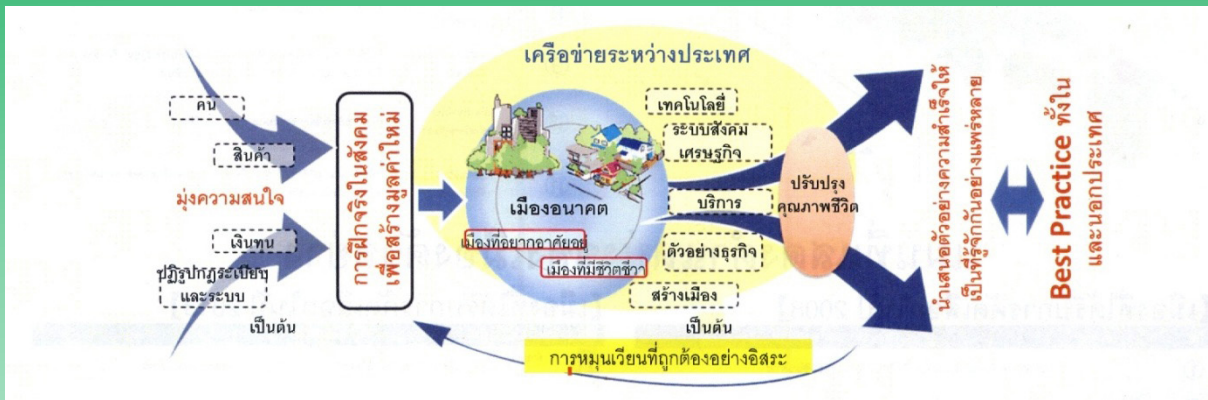 คน
สินค้า
มุ่งความสนใจ
เงินทุน
ปฏิรูปกฎระเบียบ
และระบบ
เป็นต้น
การฝึกจริงในสังคม
เพื่อสร้างมูลค่าใหม่
เครือข่ายระหว่างประเทศ
เมืองอนาคต
เมืองที่อยากอาศัยอยู่
เมืองที่มีชีวิตชีวา
เทคโนโลยี่
ระบบสังคม
เศรษฐกิจ
บริการ
ตัวอย่างธุรกิจ
สร้างเมือง
เป็นต้น
ปรับปรุง
คุณภาพชีวิต
การหมุนเวียนที่ถูกต้องอย่างอิสระ
นำเสนอตัวอย่างความสำเร็จให้
เป็นที่รู้จักกันอย่างแพร่หลาย
Best Practice ทั้งใน
และนอกประเทศ